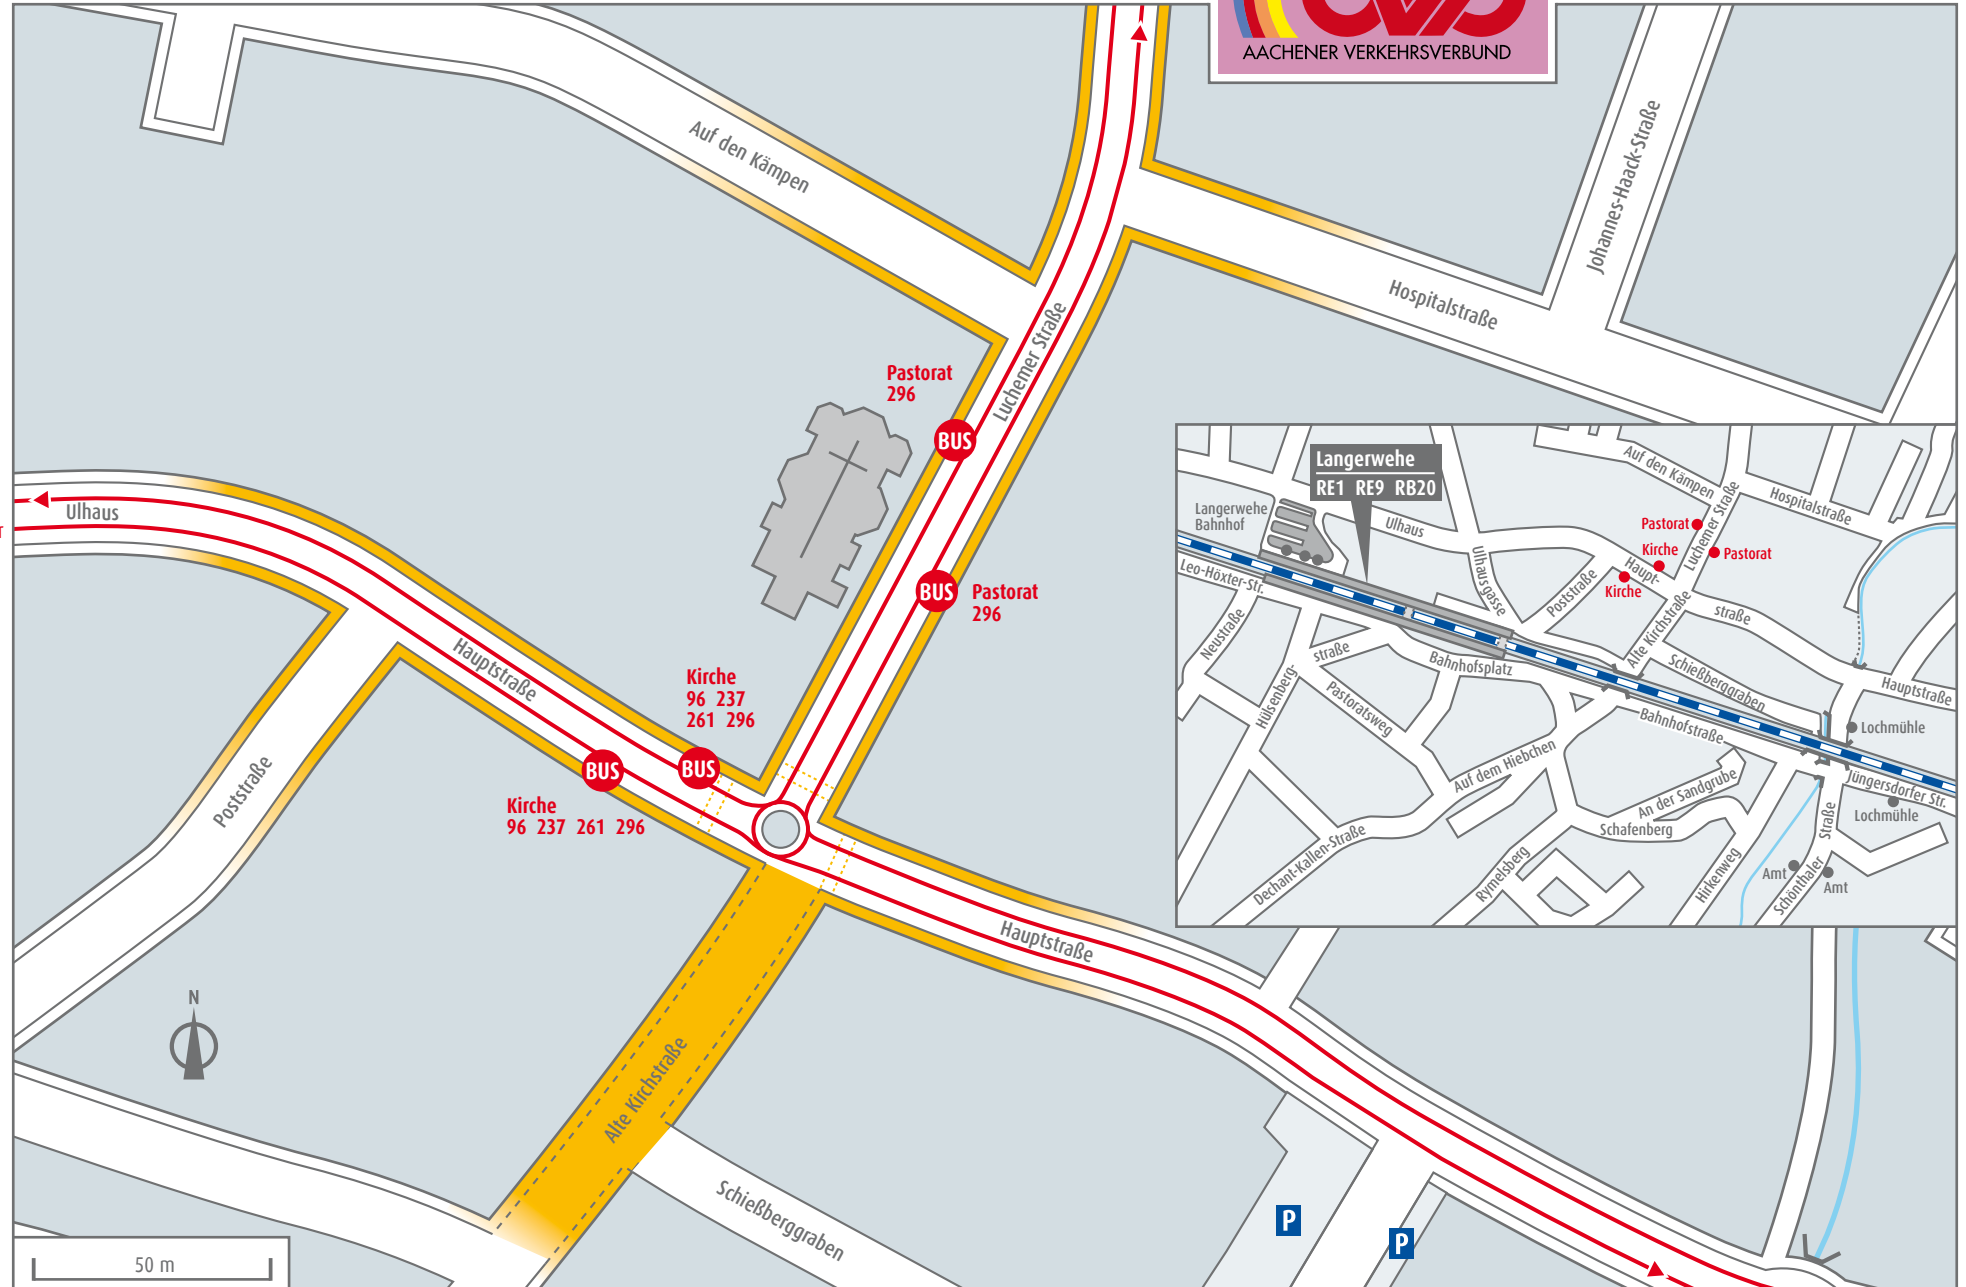 AACHENER VERKEHRSVERBUND
Auf den Kämpen
Johannes-Haack-Straße
Hospitalstraße
Luchemer Straße
Pastorat
296
BUS
Ulhaus
BUS
Pastorat
296
Hauptstraße
Kirche
96 237
261 296
BUS
BUS
Kirche
96 237 261 296
Poststraße
Hauptstraße
N
Alte Kirchstraße
Schießberggraben
P
P
50 m
Langerwehe
RE1 RE9 RB20
Langerwehe
Bahnhof
Auf den Kämpen
Hospitalstraße
Luchemer Straße
Pastorat
Pastorat
Kirche
Kirche
Haupt-
straße
Ulhaus
Ulhausgasse
Poststraße
Leo-Höxter-Str.
Neustraße
Hülsenberg-
straße
Bahnhofsplatz
Pastoratsweg
Alte Kirchstraße
Schießberggraben
Hauptstraße
Bahnhofstraße
Lochmühle
Auf dem Hiebchen
An der Sandgrube
Jüngersdorfer Str.
Lochmühle
Schafenberg
Dechant-Kallen-Straße
Rymelsberg
Hirkenweg
Schönthaler
Straße
Amt
Amt